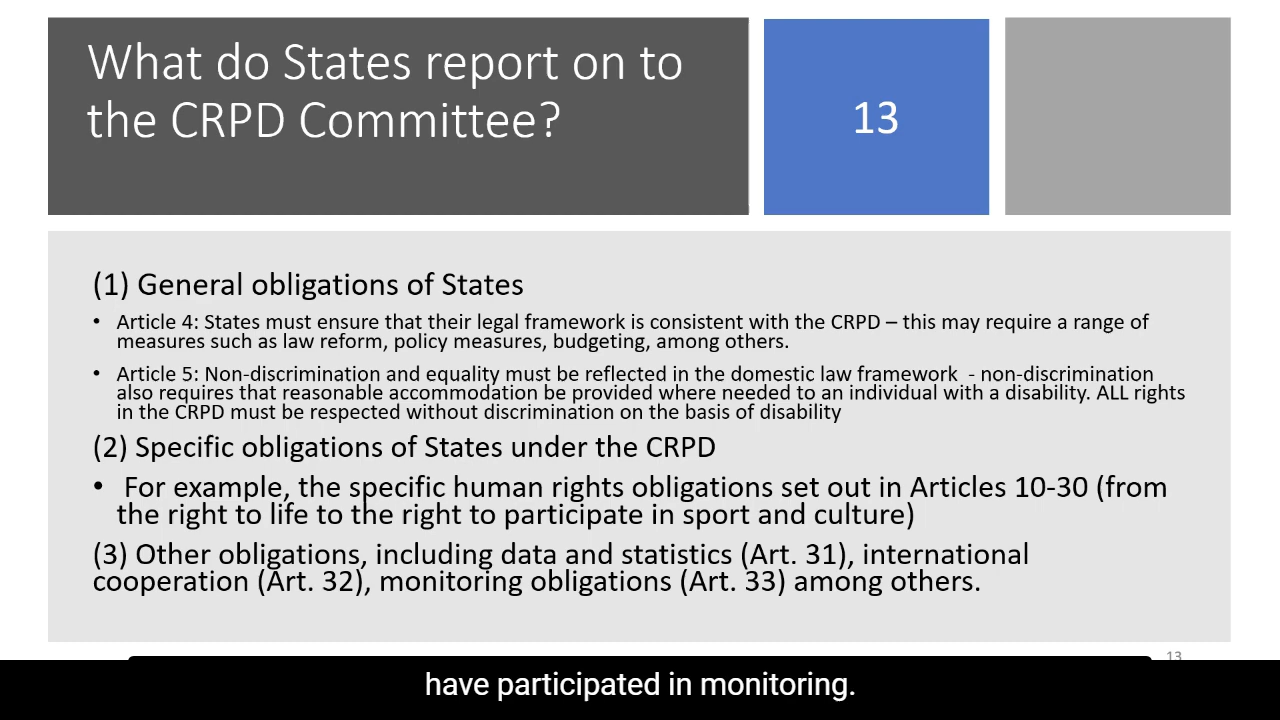 What do States report on to
the CRPD Committee?
13
(1) General obligations of States
• Article 4: States must ensure that their legal framework is consistent with the CRPD – this may require a range of
measures such as law reform, policy measures, budgeting, among others.
• Article 5: Non-discrimination and equality must be reflected in the domestic law framework  - non-discrimination
also requires that reasonable accommodation be provided where needed to an individual with a disability. ALL rights
in the CRPD must be respected without discrimination on the basis of disability
(2) Specific obligations of States under the CRPD
• For example, the specific human rights obligations set out in Articles 10-30 (from
the right to life to the right to participate in sport and culture)
(3) Other obligations, including data and statistics (Art. 31), international
cooperation (Art. 32), monitoring obligations (Art. 33) among others.
13
have participated in monitoring.